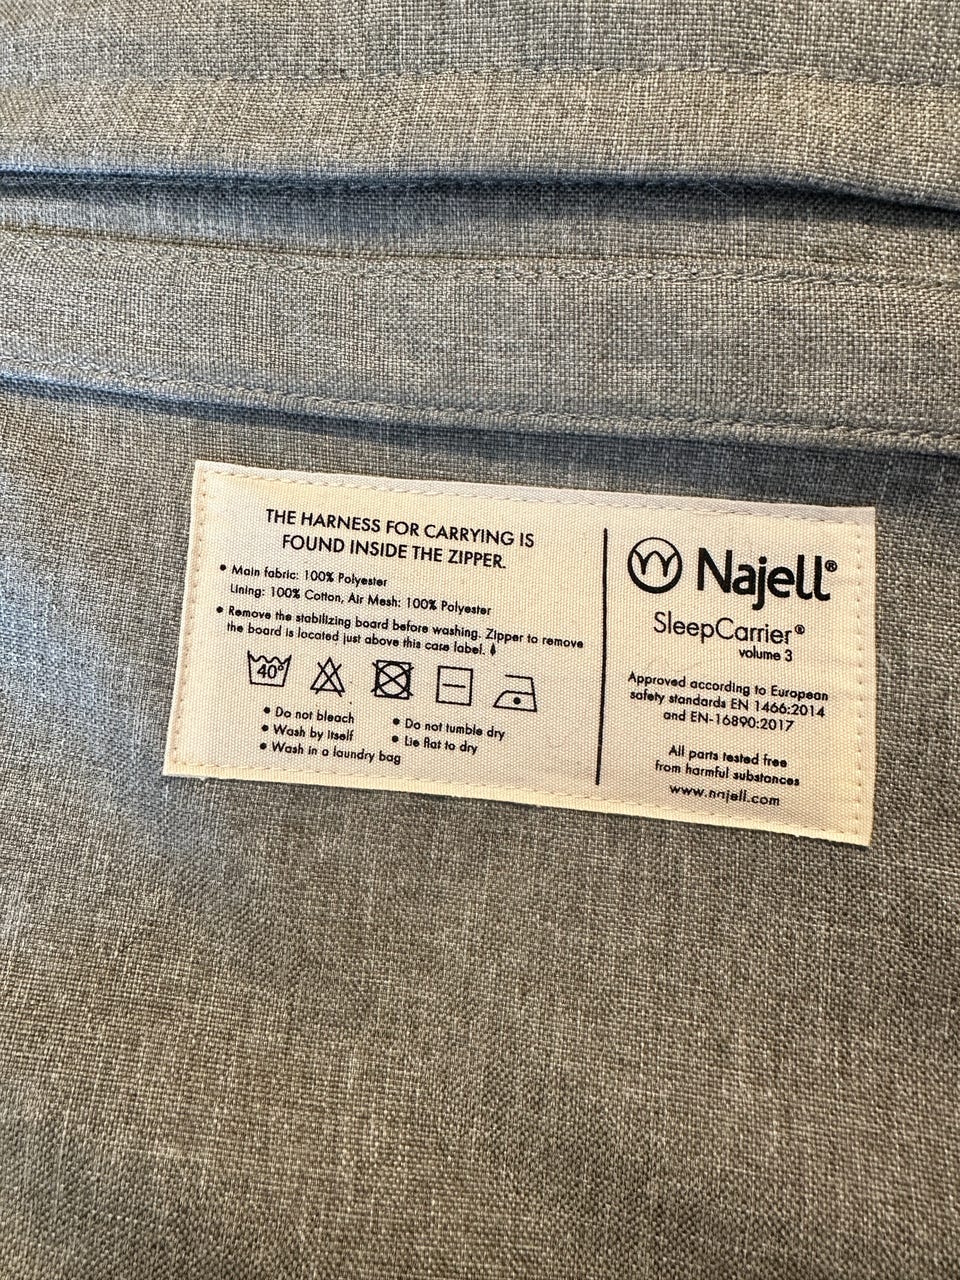 THE HARNESS FOR CARRYING IS
FOUND INSIDE THE ZIPPER.
• Main fabric: 100% Polyester
Lining: 100% Cotton, Air Mesh: 100% Polyester
• Remove the stabilizing board before washing. Zipper to remove
the board is located just above this case label.
40°
• Do not bleach
• Wash by itself
• Wash in a laundry bag
• Do not tumble dry
• Lie flat to dry
Najell®
SleepCarrier®
volume 3
Approved according to European
safety standards EN 1466:2014
and EN-16890:2017
All parts tested free
from harmful substances
www.najell.com